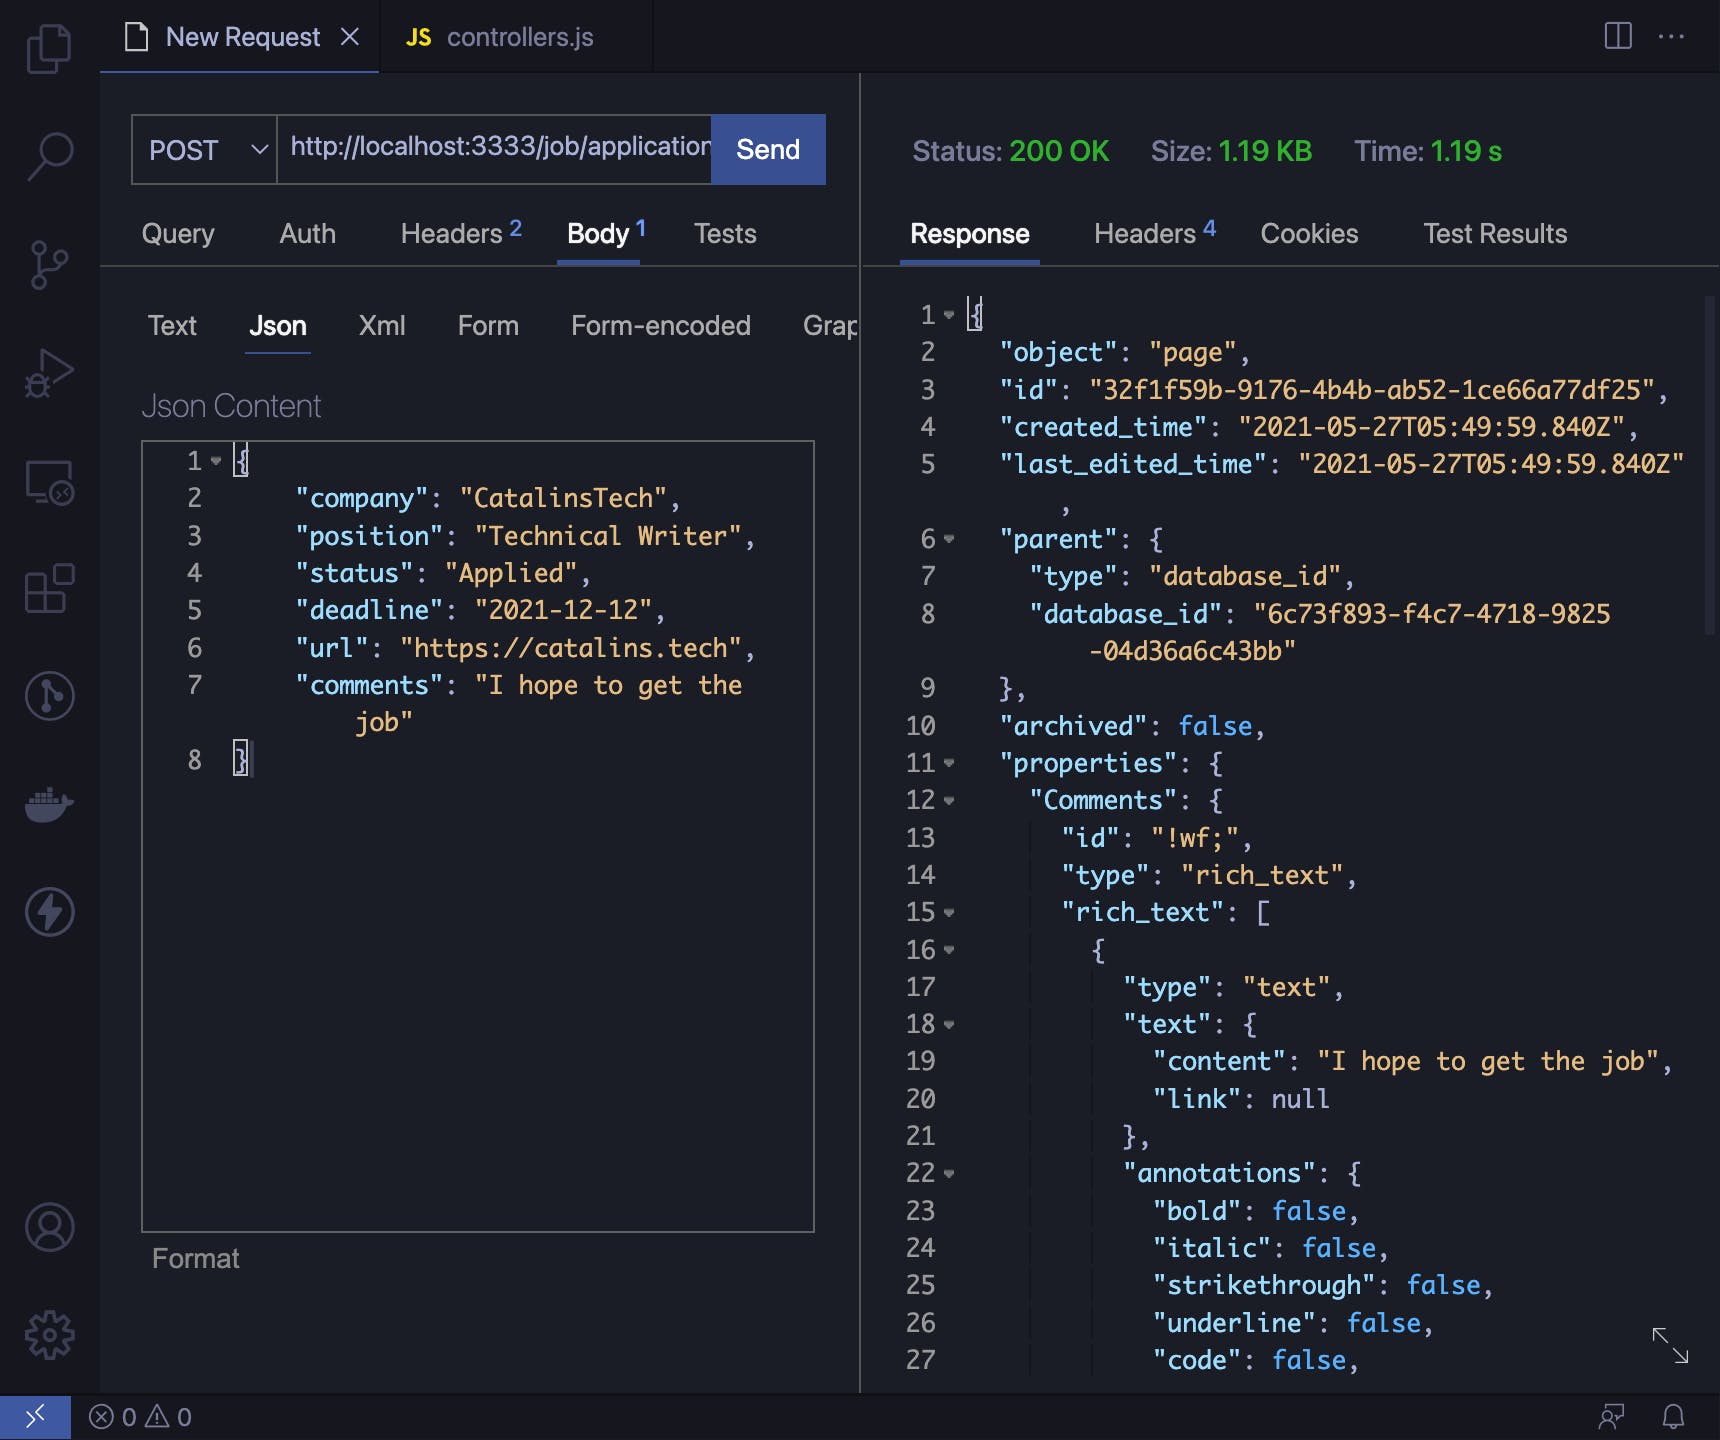 New Request
JS controllers.js
POST http://localhost:3333/job/application Send
Status: 200 OK Size: 1.19 KB Time: 1.19 s
Query Auth Headers 2 Body 1 Tests
Response Headers 4 Cookies Test Results
Text Json Xml Form Form-encoded Grap
Json Content
1 {
2 "company": "CatalinsTech",
3 "position": "Technical Writer",
4 "status": "Applied",
5 "deadline": "2021-12-12",
6 "url": "https://catalins.tech",
7 "comments": "I hope to get the
job"
8 }
Format
1 {
2 "object": "page",
3 "id": "32f1f59b-9176-4b4b-ab52-1ce66a77df25",
4 "created_time": "2021-05-27T05:49:59.840Z",
5 "last_edited_time": "2021-05-27T05:49:59.840Z"
,
6 "parent": {
7 "type": "database_id",
8 "database_id": "6c73f893-f4c7-4718-9825
-04d36a6c43bb"
9 },
10 "archived": false,
11 "properties": {
12 "Comments": {
13 "id": "!wf;",
14 "type": "rich_text",
15 "rich_text": [
16 {
17 "type": "text",
18 "text": {
19 "content": "I hope to get the job",
20 "link": null
21 },
22 "annotations": {
23 "bold": false,
24 "italic": false,
25 "strikethrough": false,
26 "underline": false,
27 "code": false,
0 0